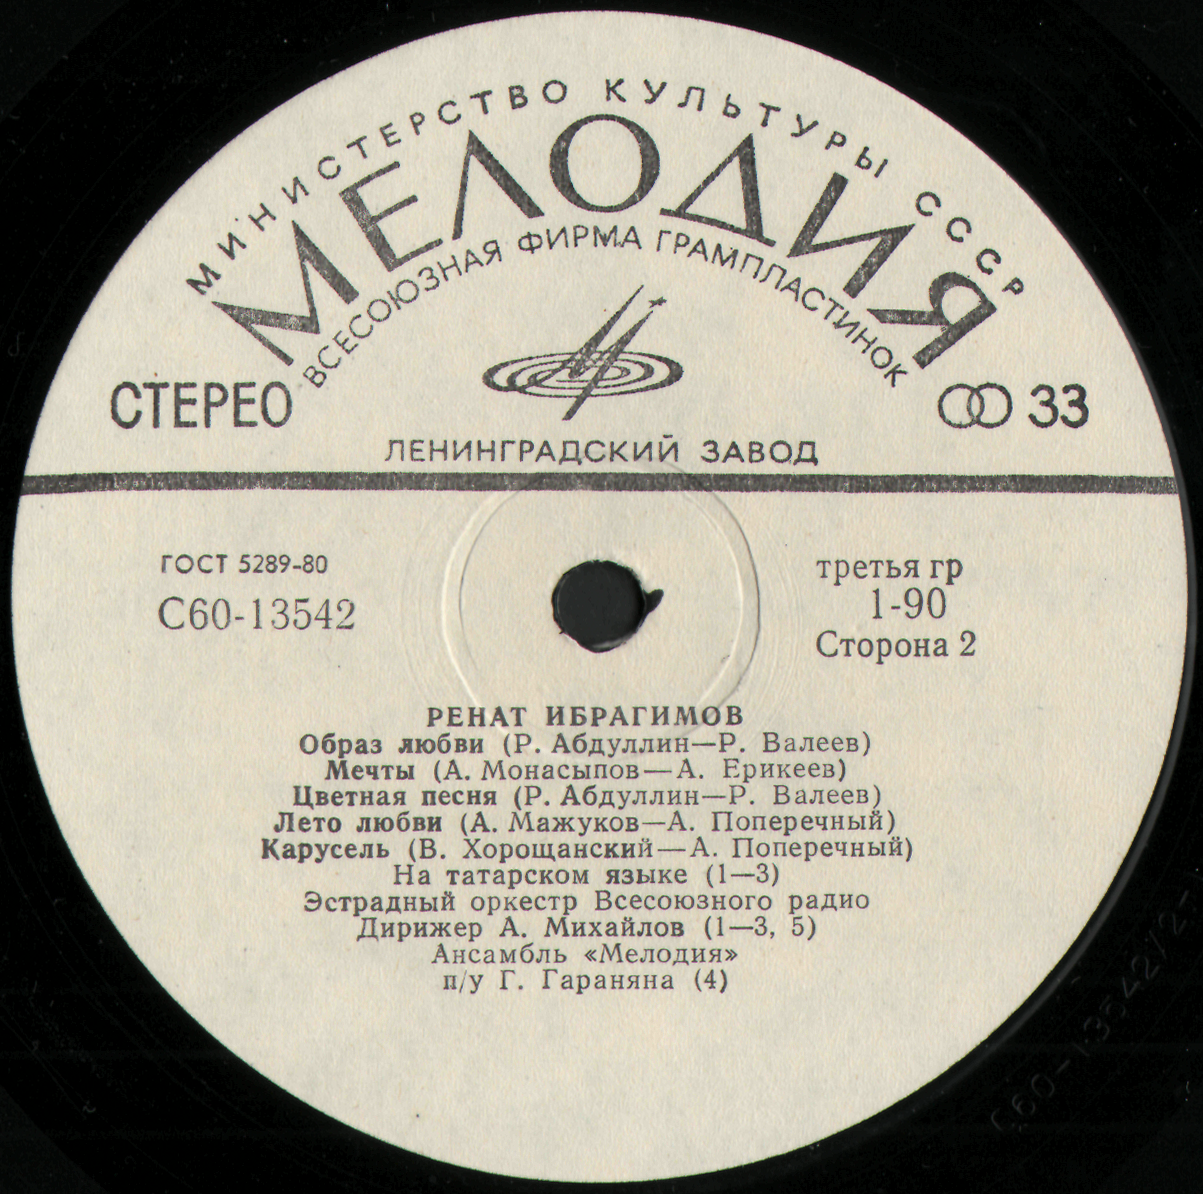 МИНИСТЕРСТВО КУЛЬТУРЫ СССР
МЕЛОДИЯ
ВСЕСОЮЗНАЯ ФИРМА ГРАМПЛАСТИНОК
СТЕРЕО
33
ЛЕНИНГРАДСКИЙ ЗАВОД
ГОСТ 5289-80
С60-13542
третья гр
1-90
Сторона 2
РЕНАТ ИБРАГИМОВ
Образ любви (Р. Абдуллин—Р. Валеев)
Мечты (А. Монасыпов—А. Ерикеев)
Цветная песня (Р. Абдуллин—Р. Валеев)
Лето любви (А. Мажуков—А. Поперечный)
Карусель (В. Хорощанский—А. Поперечный)
На татарском языке (1—3)
Эстрадный оркестр Всесоюзного радио
Дирижер А. Михайлов (1—3, 5)
Ансамбль «Мелодия»
п/у Г. Гараняна (4)